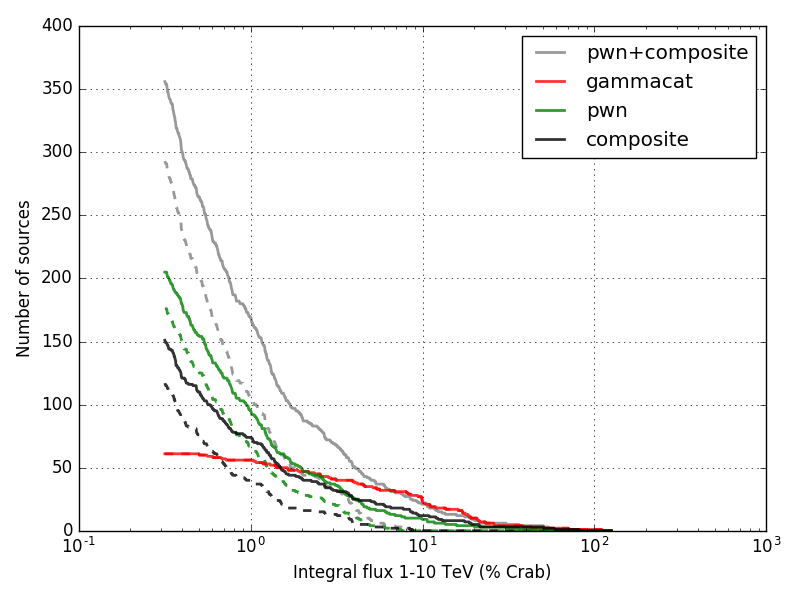 400
350
300
250
200
150
100
50
0
Number of sources
pwn+composite
gammacat
pwn
composite
10^-1 10^0 10^1 10^2 10^3
Integral flux 1-10 TeV (% Crab)